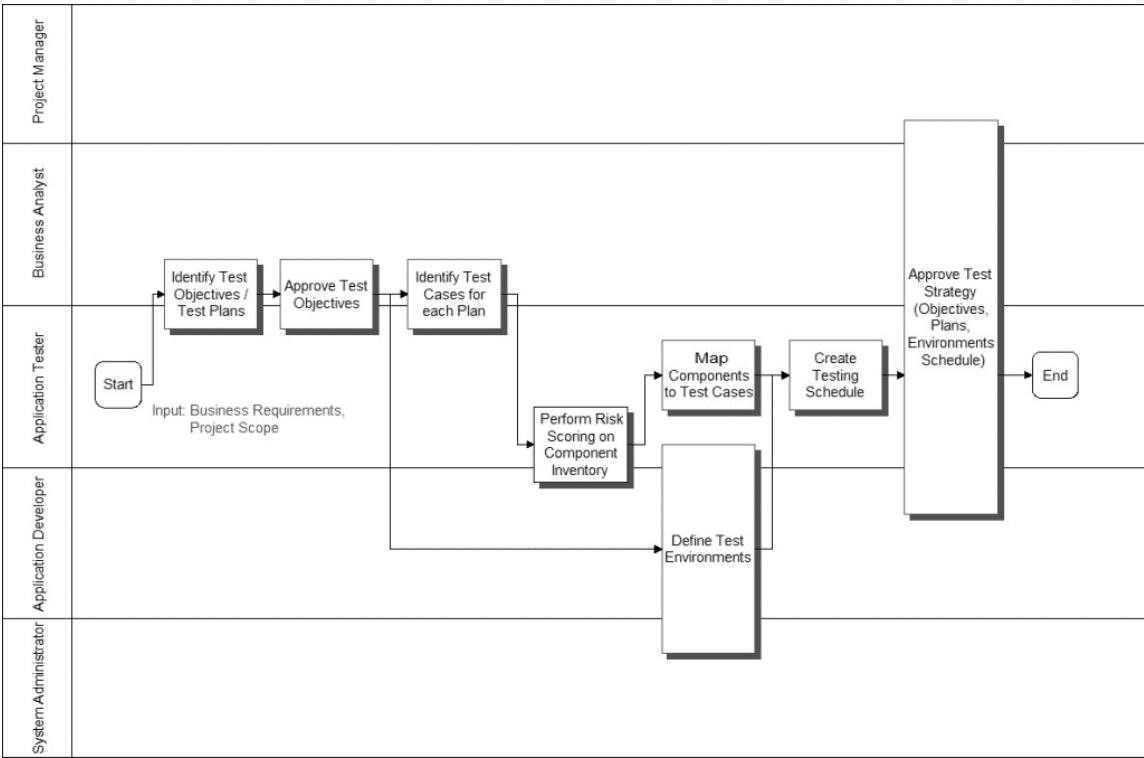 Project Manager
Business Analyst
Application Tester
Application Developer
System Administrator
Start
Input: Business Requirements,
Project Scope
Identify Test
Objectives /
Test Plans
Approve Test
Objectives
Identify Test
Cases for
each Plan
Perform Risk
Scoring on
Component
Inventory
Map
Components
to Test Cases
Define Test
Environments
Create
Testing
Schedule
Approve Test
Strategy
(Objectives,
Plans,
Environments
Schedule)
End